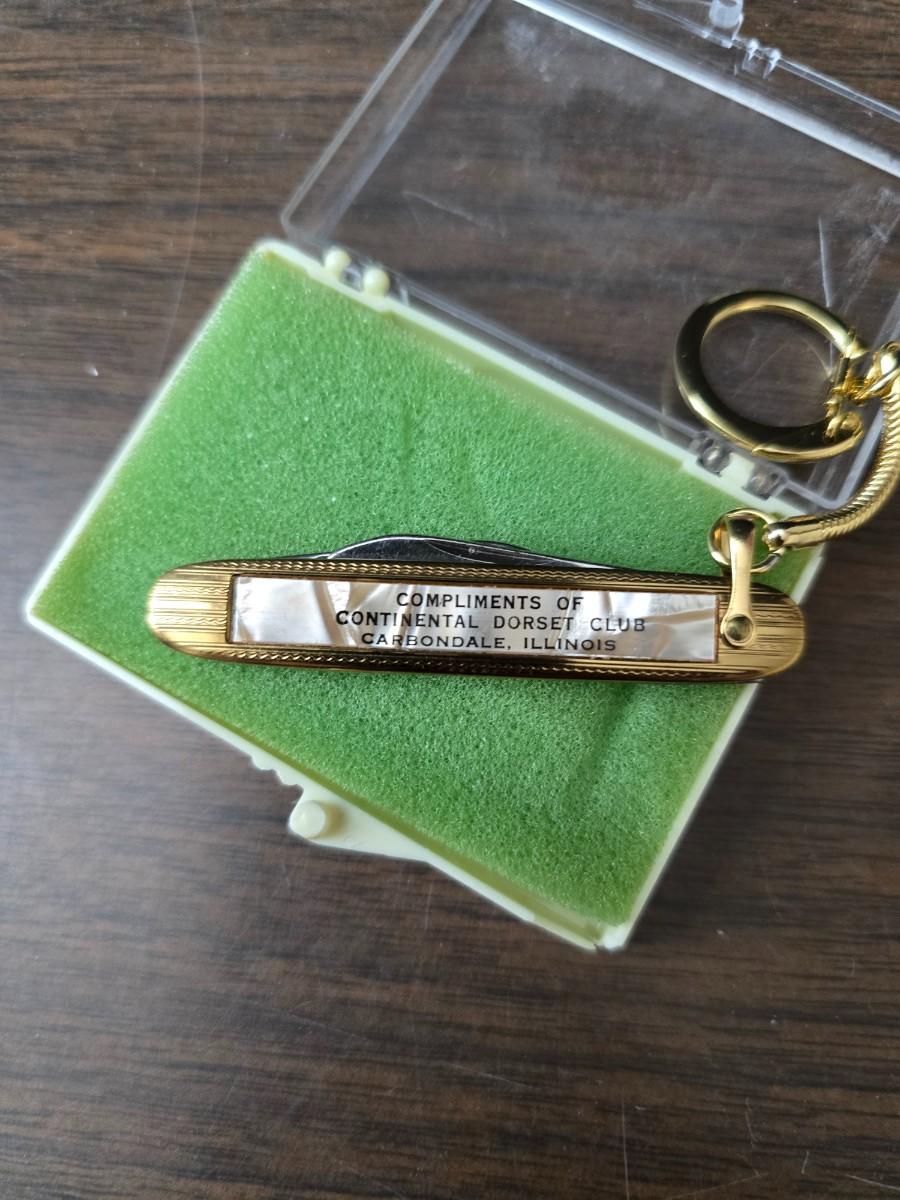 COMPLIMENTS OF
CONTINENTAL DORSET CLUB
CARBONDALE, ILLINOIS